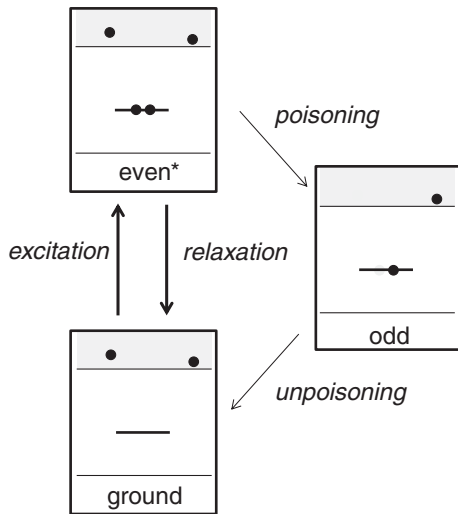 even*
poisoning
excitation
relaxation
odd
unpoisoning
ground